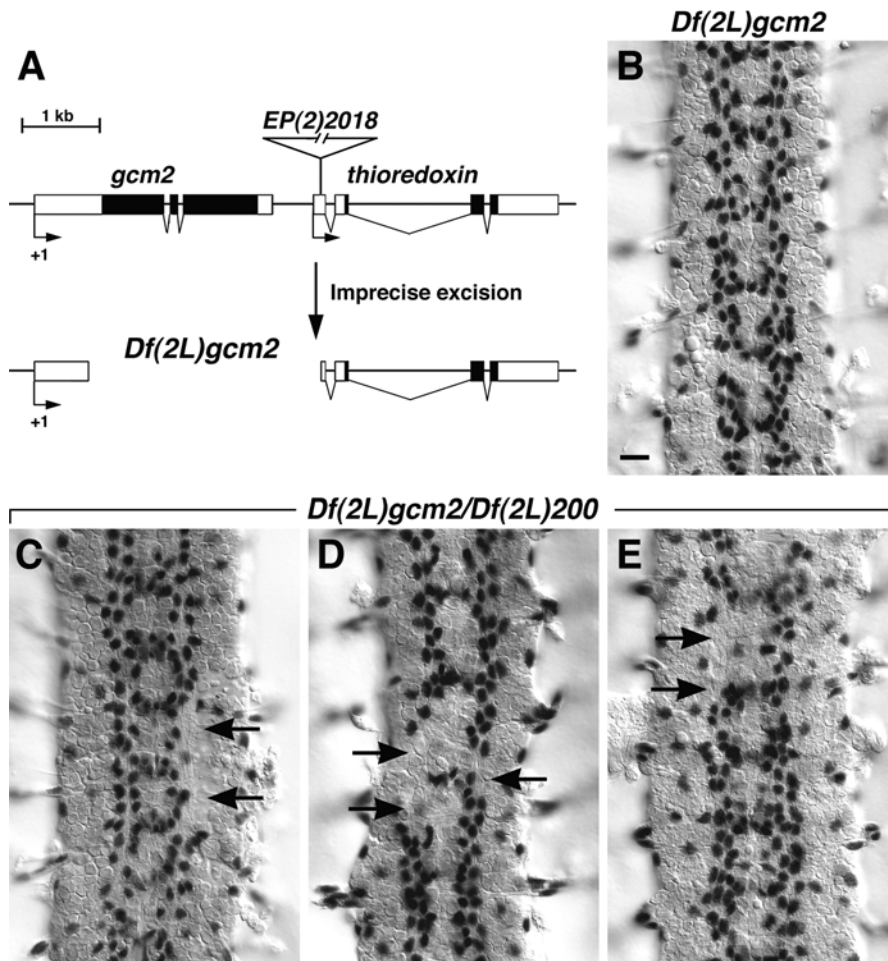 A
1 kb
EP(2)2018
gcm2
thioredoxin
+1
Imprecise excision
Df(2L)gcm2
+1
Df(2L)gcm2
B
Df(2L)gcm2/Df(2L)200
C
D
E